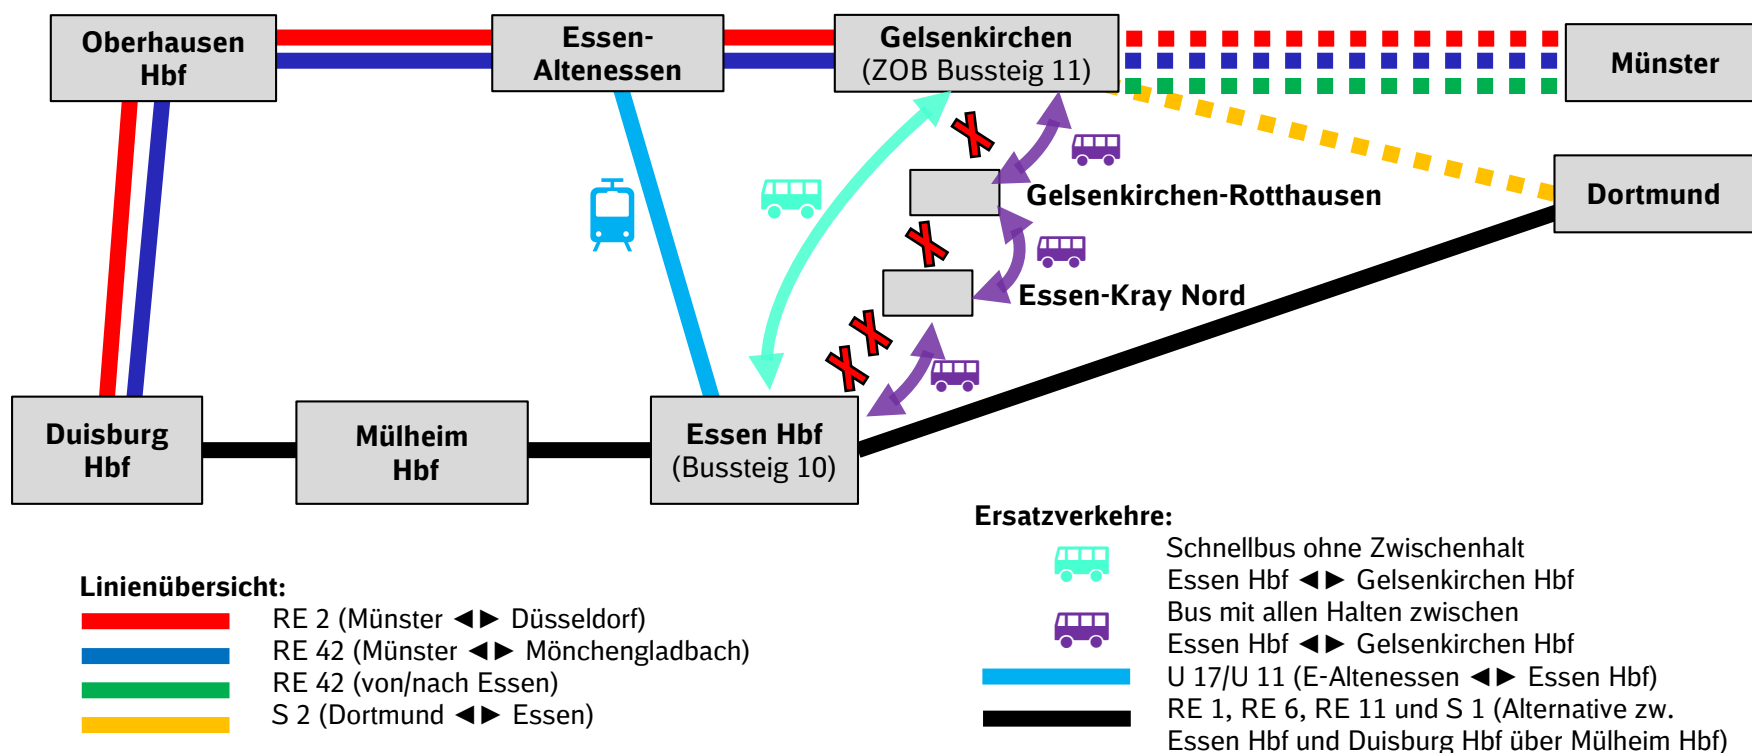 Oberhausen
Hbf
Essen-
Altenessen
Gelsenkirchen
(ZOB Bussteig 11)
Münster
Gelsenkirchen-Rotthausen
Dortmund
Essen-Kray Nord
Duisburg
Hbf
Mülheim
Hbf
Essen Hbf
(Bussteig 10)
Linienübersicht:
RE 2 (Münster ◄► Düsseldorf)
RE 42 (Münster ◄► Mönchengladbach)
RE 42 (von/nach Essen)
S 2 (Dortmund ◄► Essen)
Ersatzverkehre:
Schnellbus ohne Zwischenhalt
Essen Hbf ◄► Gelsenkirchen Hbf
Bus mit allen Halten zwischen
Essen Hbf ◄► Gelsenkirchen Hbf
U 17/U 11 (E-Altenessen ◄► Essen Hbf)
RE 1, RE 6, RE 11 und S 1 (Alternative zw.
Essen Hbf und Duisburg Hbf über Mülheim Hbf)